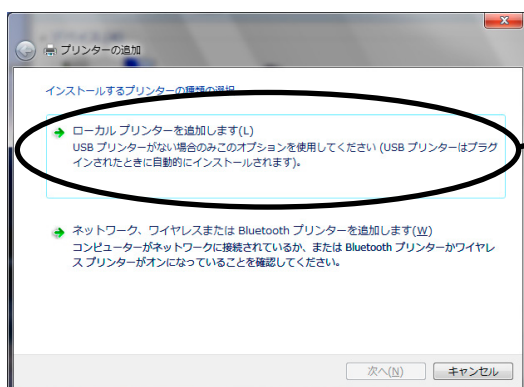 プリンターの追加
インストールするプリンターの種類の選択
ローカル プリンターを追加します(L)
USB プリンターがない場合のみこのオプションを使用してください (USB プリンターはプラグ
インされたときに自動的にインストールされます)。
ネットワーク、ワイヤレスまたは Bluetooth プリンターを追加します(W)
コンピューターがネットワークに接続されているか、または Bluetooth プリンターかワイヤレ
ス プリンターがオンになっていることを確認してください。
次へ(N)
キャンセル